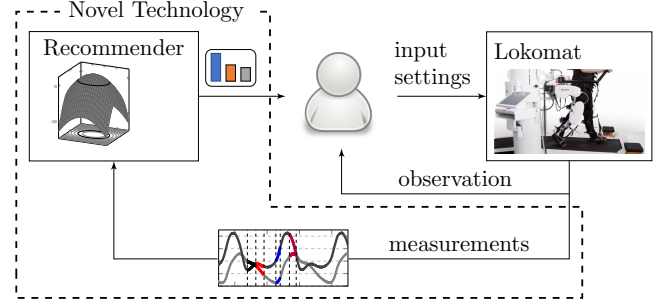 Novel Technology
Recommender
input
settings
Lokomat
observation
measurements